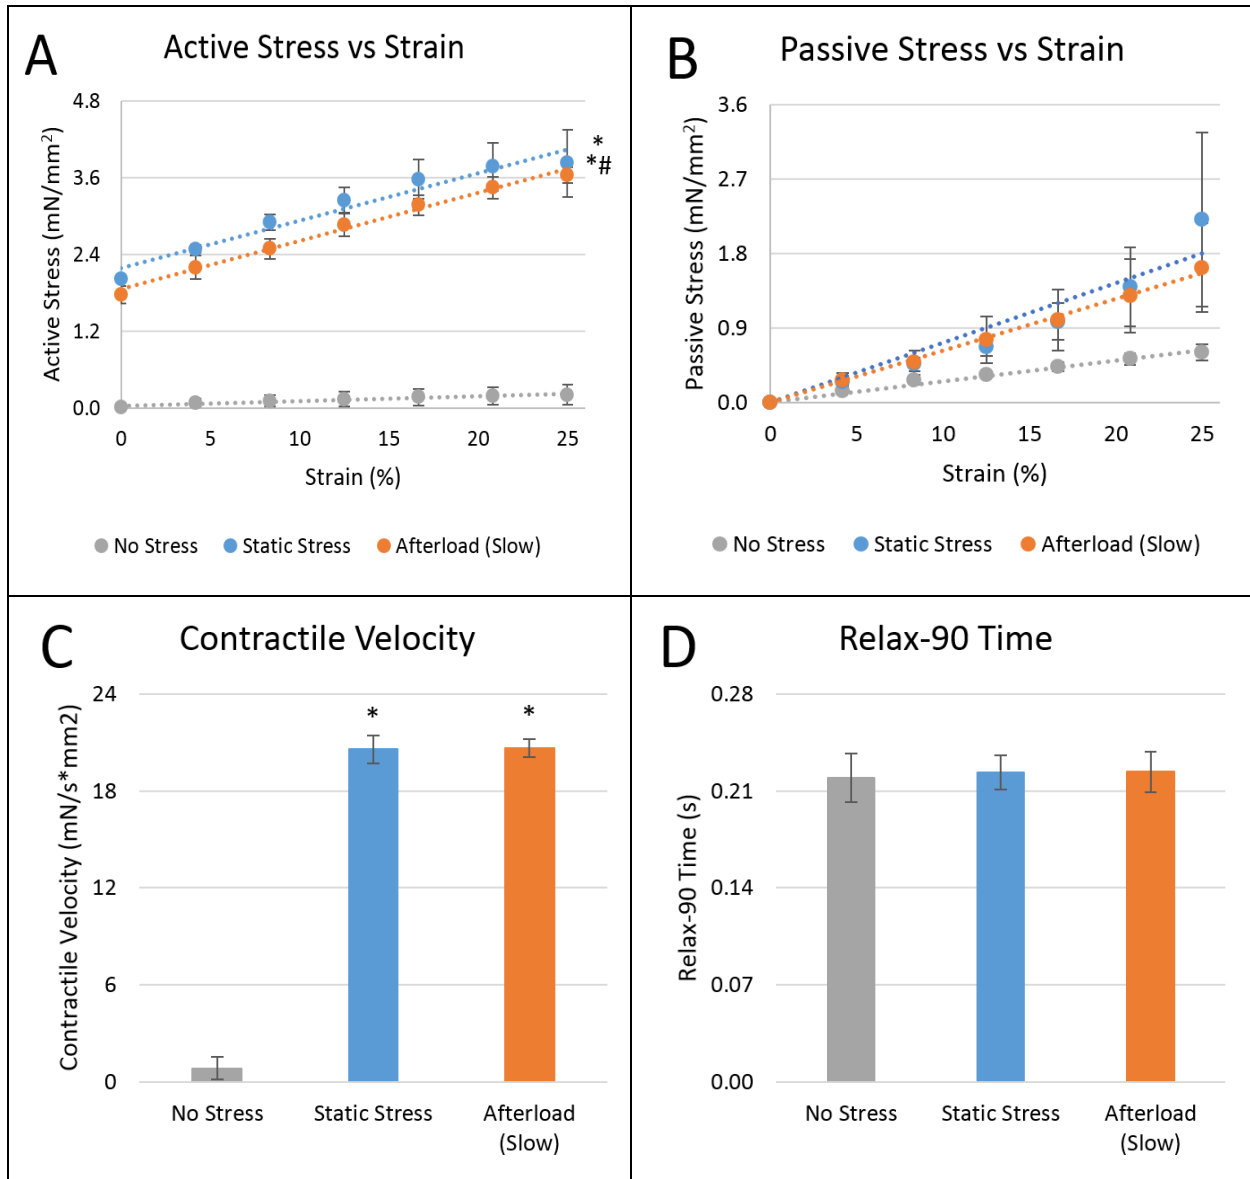 A
Active Stress vs Strain
Active Stress (mN/mm²)
4.8
3.6
2.4
1.2
0.0
*
*#
0 5 10 15 20 25
Strain (%)
No Stress Static Stress Afterload (Slow)
B
Passive Stress vs Strain
Passive Stress (mN/mm²)
3.6
2.7
1.8
0.9
0.0
0 5 10 15 20 25
Strain (%)
No Stress Static Stress Afterload (Slow)
C
Contractile Velocity
Contractile Velocity (mN/s*mm2)
24
18
12
6
0
* *
No Stress Static Stress Afterload
(Slow)
D
Relax-90 Time
Relax-90 Time (s)
0.28
0.21
0.14
0.07
0.00
No Stress Static Stress Afterload
(Slow)